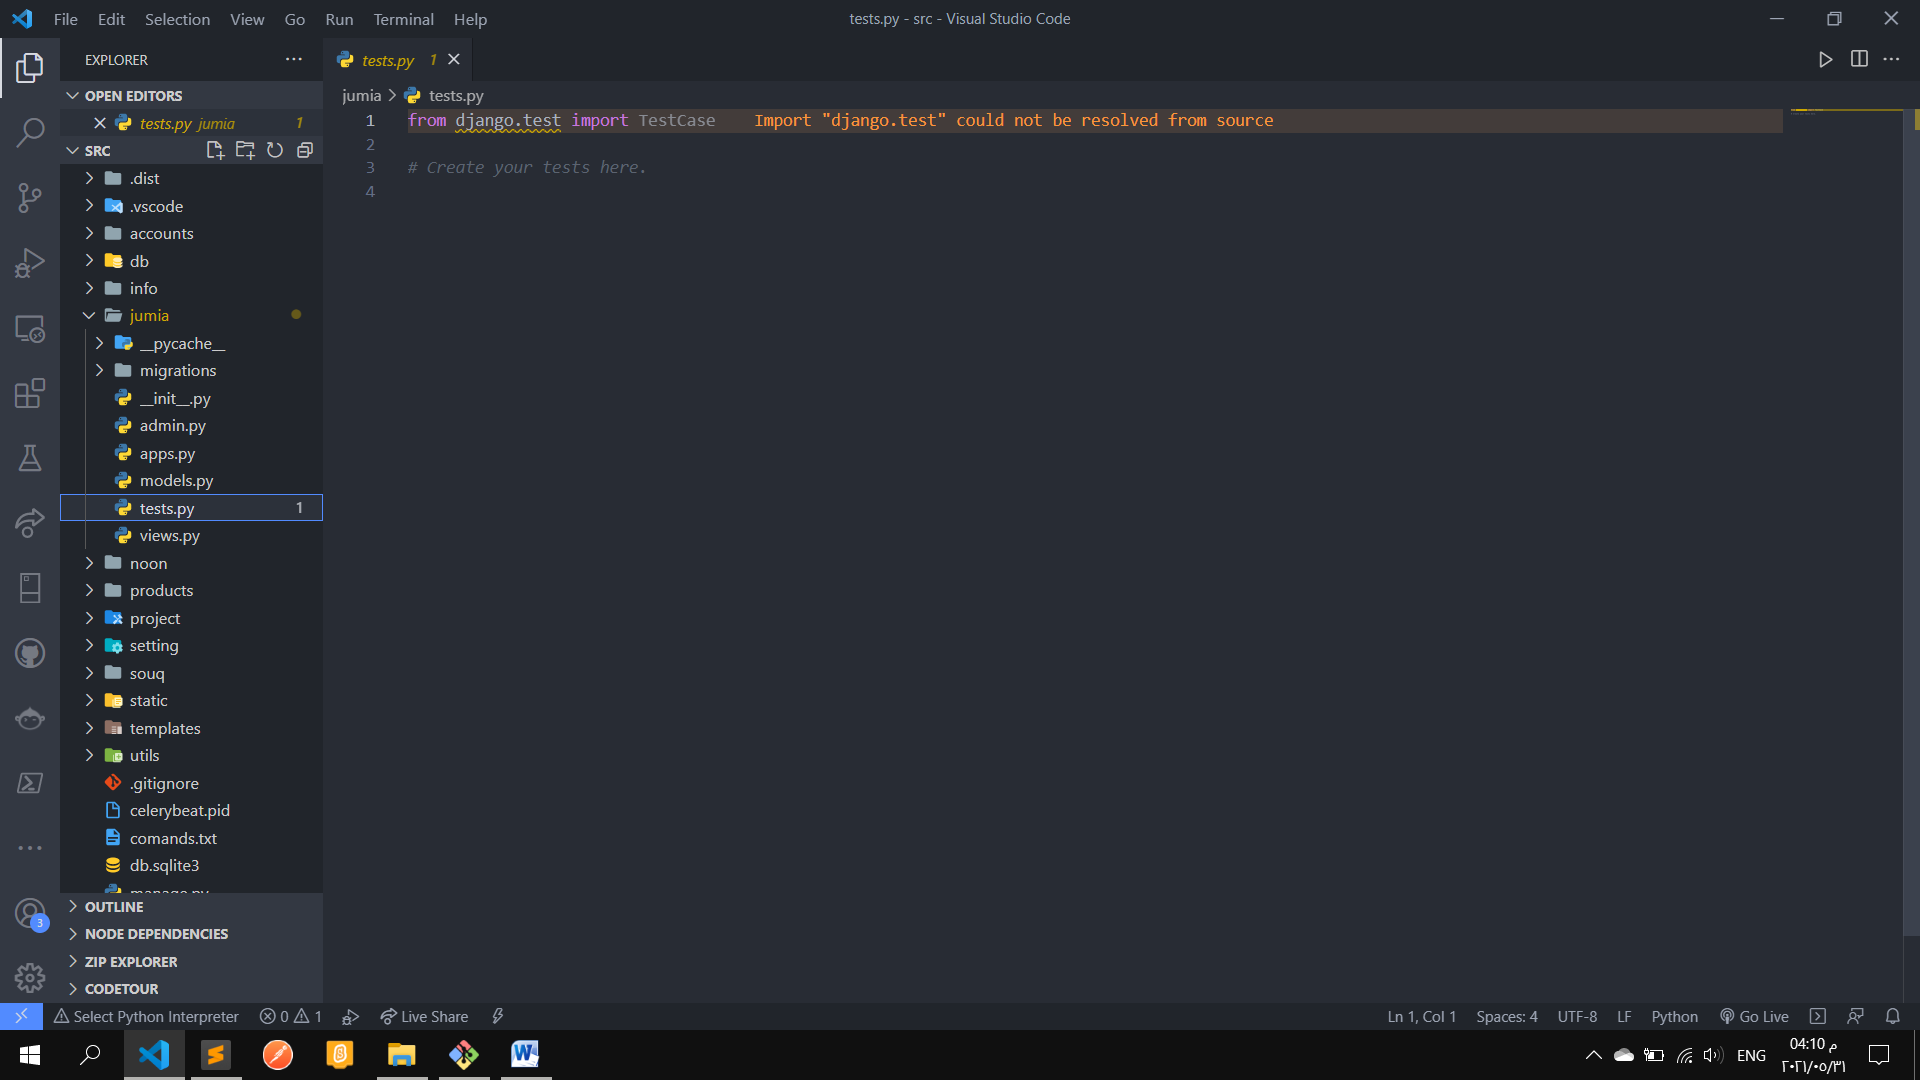 File Edit Selection View Go Run Terminal Help
tests.py - src - Visual Studio Code
EXPLORER
OPEN EDITORS
tests.py jumia 1
SRC
.dist
.vscode
accounts
db
info
jumia
__pycache__
migrations
__init__.py
admin.py
apps.py
models.py
tests.py 1
views.py
noon
products
project
setting
souq
static
templates
utils
.gitignore
celerybeat.pid
comands.txt
db.sqlite3
manage.py
OUTLINE
NODE DEPENDENCIES
ZIP EXPLORER
CODETOUR
3
tests.py 1
jumia > tests.py
1 from django.test import TestCase Import "django.test" could not be resolved from source
2
3 # Create your tests here.
4
Select Python Interpreter 0 1 Live Share
Ln 1, Col 1 Spaces: 4 UTF-8 LF Python Go Live
ENG
04:10 م
٢٠٢١/٠٥/٣١